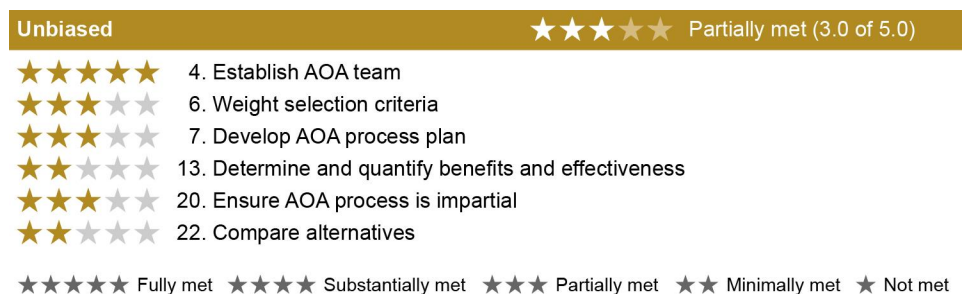 Unbiased ★★★★★ Partially met (3.0 of 5.0)
★★★★★ 4. Establish AOA team
★★★★★ 6. Weight selection criteria
★★★★★ 7. Develop AOA process plan
★★★★★ 13. Determine and quantify benefits and effectiveness
★★★★★ 20. Ensure AOA process is impartial
★★★★★ 22. Compare alternatives
★★★★★ Fully met ★★★★ Substantially met ★★★ Partially met ★★ Minimally met ★ Not met